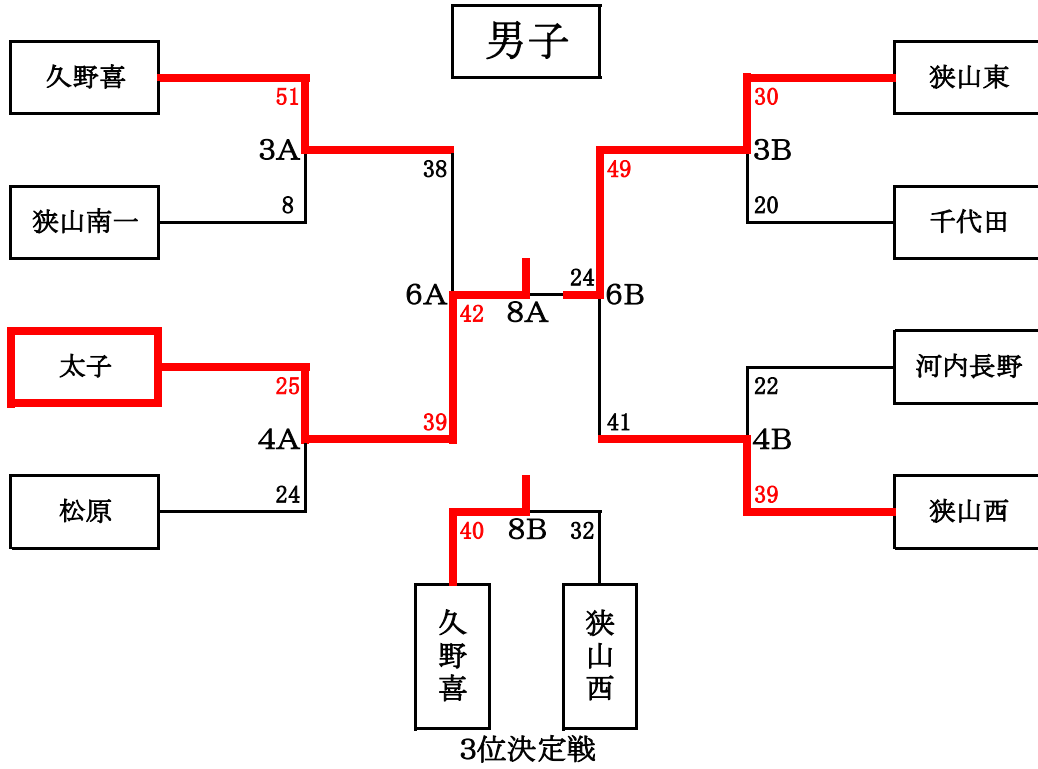 男子
久野喜
狭山東
51
30
3A
38
49
3B
狭山南一
8
20
千代田
6A
24
6B
42
8A
太子
河内長野
25
22
39
41
4A
4B
松原
24
39
狭山西
40
8B
32
久野喜
狭山西
3位決定戦